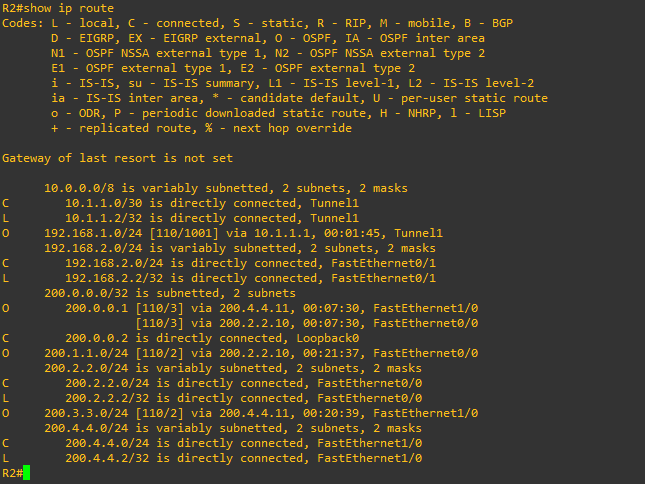 R2#show ip route
Codes: L - local, C - connected, S - static, R - RIP, M - mobile, B - BGP
       D - EIGRP, EX - EIGRP external, O - OSPF, IA - OSPF inter area
       N1 - OSPF NSSA external type 1, N2 - OSPF NSSA external type 2
       E1 - OSPF external type 1, E2 - OSPF external type 2
       i - IS-IS, su - IS-IS summary, L1 - IS-IS level-1, L2 - IS-IS level-2
       ia - IS-IS inter area, * - candidate default, U - per-user static route
       o - ODR, P - periodic downloaded static route, H - NHRP, l - LISP
       + - replicated route, % - next hop override

Gateway of last resort is not set

      10.0.0.0/8 is variably subnetted, 2 subnets, 2 masks
C        10.1.1.0/30 is directly connected, Tunnel1
L        10.1.1.2/32 is directly connected, Tunnel1
O     192.168.1.0/24 [110/1001] via 10.1.1.1, 00:01:45, Tunnel1
      192.168.2.0/24 is variably subnetted, 2 subnets, 2 masks
C        192.168.2.0/24 is directly connected, FastEthernet0/1
L        192.168.2.2/32 is directly connected, FastEthernet0/1
      200.0.0.0/32 is subnetted, 2 subnets
O        200.0.0.1 [110/3] via 200.4.4.11, 00:07:30, FastEthernet1/0
                   [110/3] via 200.2.2.10, 00:07:30, FastEthernet0/0
C        200.0.0.2 is directly connected, Loopback0
O     200.1.1.0/24 [110/2] via 200.2.2.10, 00:21:37, FastEthernet0/0
      200.2.2.0/24 is variably subnetted, 2 subnets, 2 masks
C        200.2.2.0/24 is directly connected, FastEthernet0/0
L        200.2.2.2/32 is directly connected, FastEthernet0/0
O     200.3.3.0/24 [110/2] via 200.4.4.11, 00:20:39, FastEthernet1/0
      200.4.4.0/24 is variably subnetted, 2 subnets, 2 masks
C        200.4.4.0/24 is directly connected, FastEthernet1/0
L        200.4.4.2/32 is directly connected, FastEthernet1/0
R2#